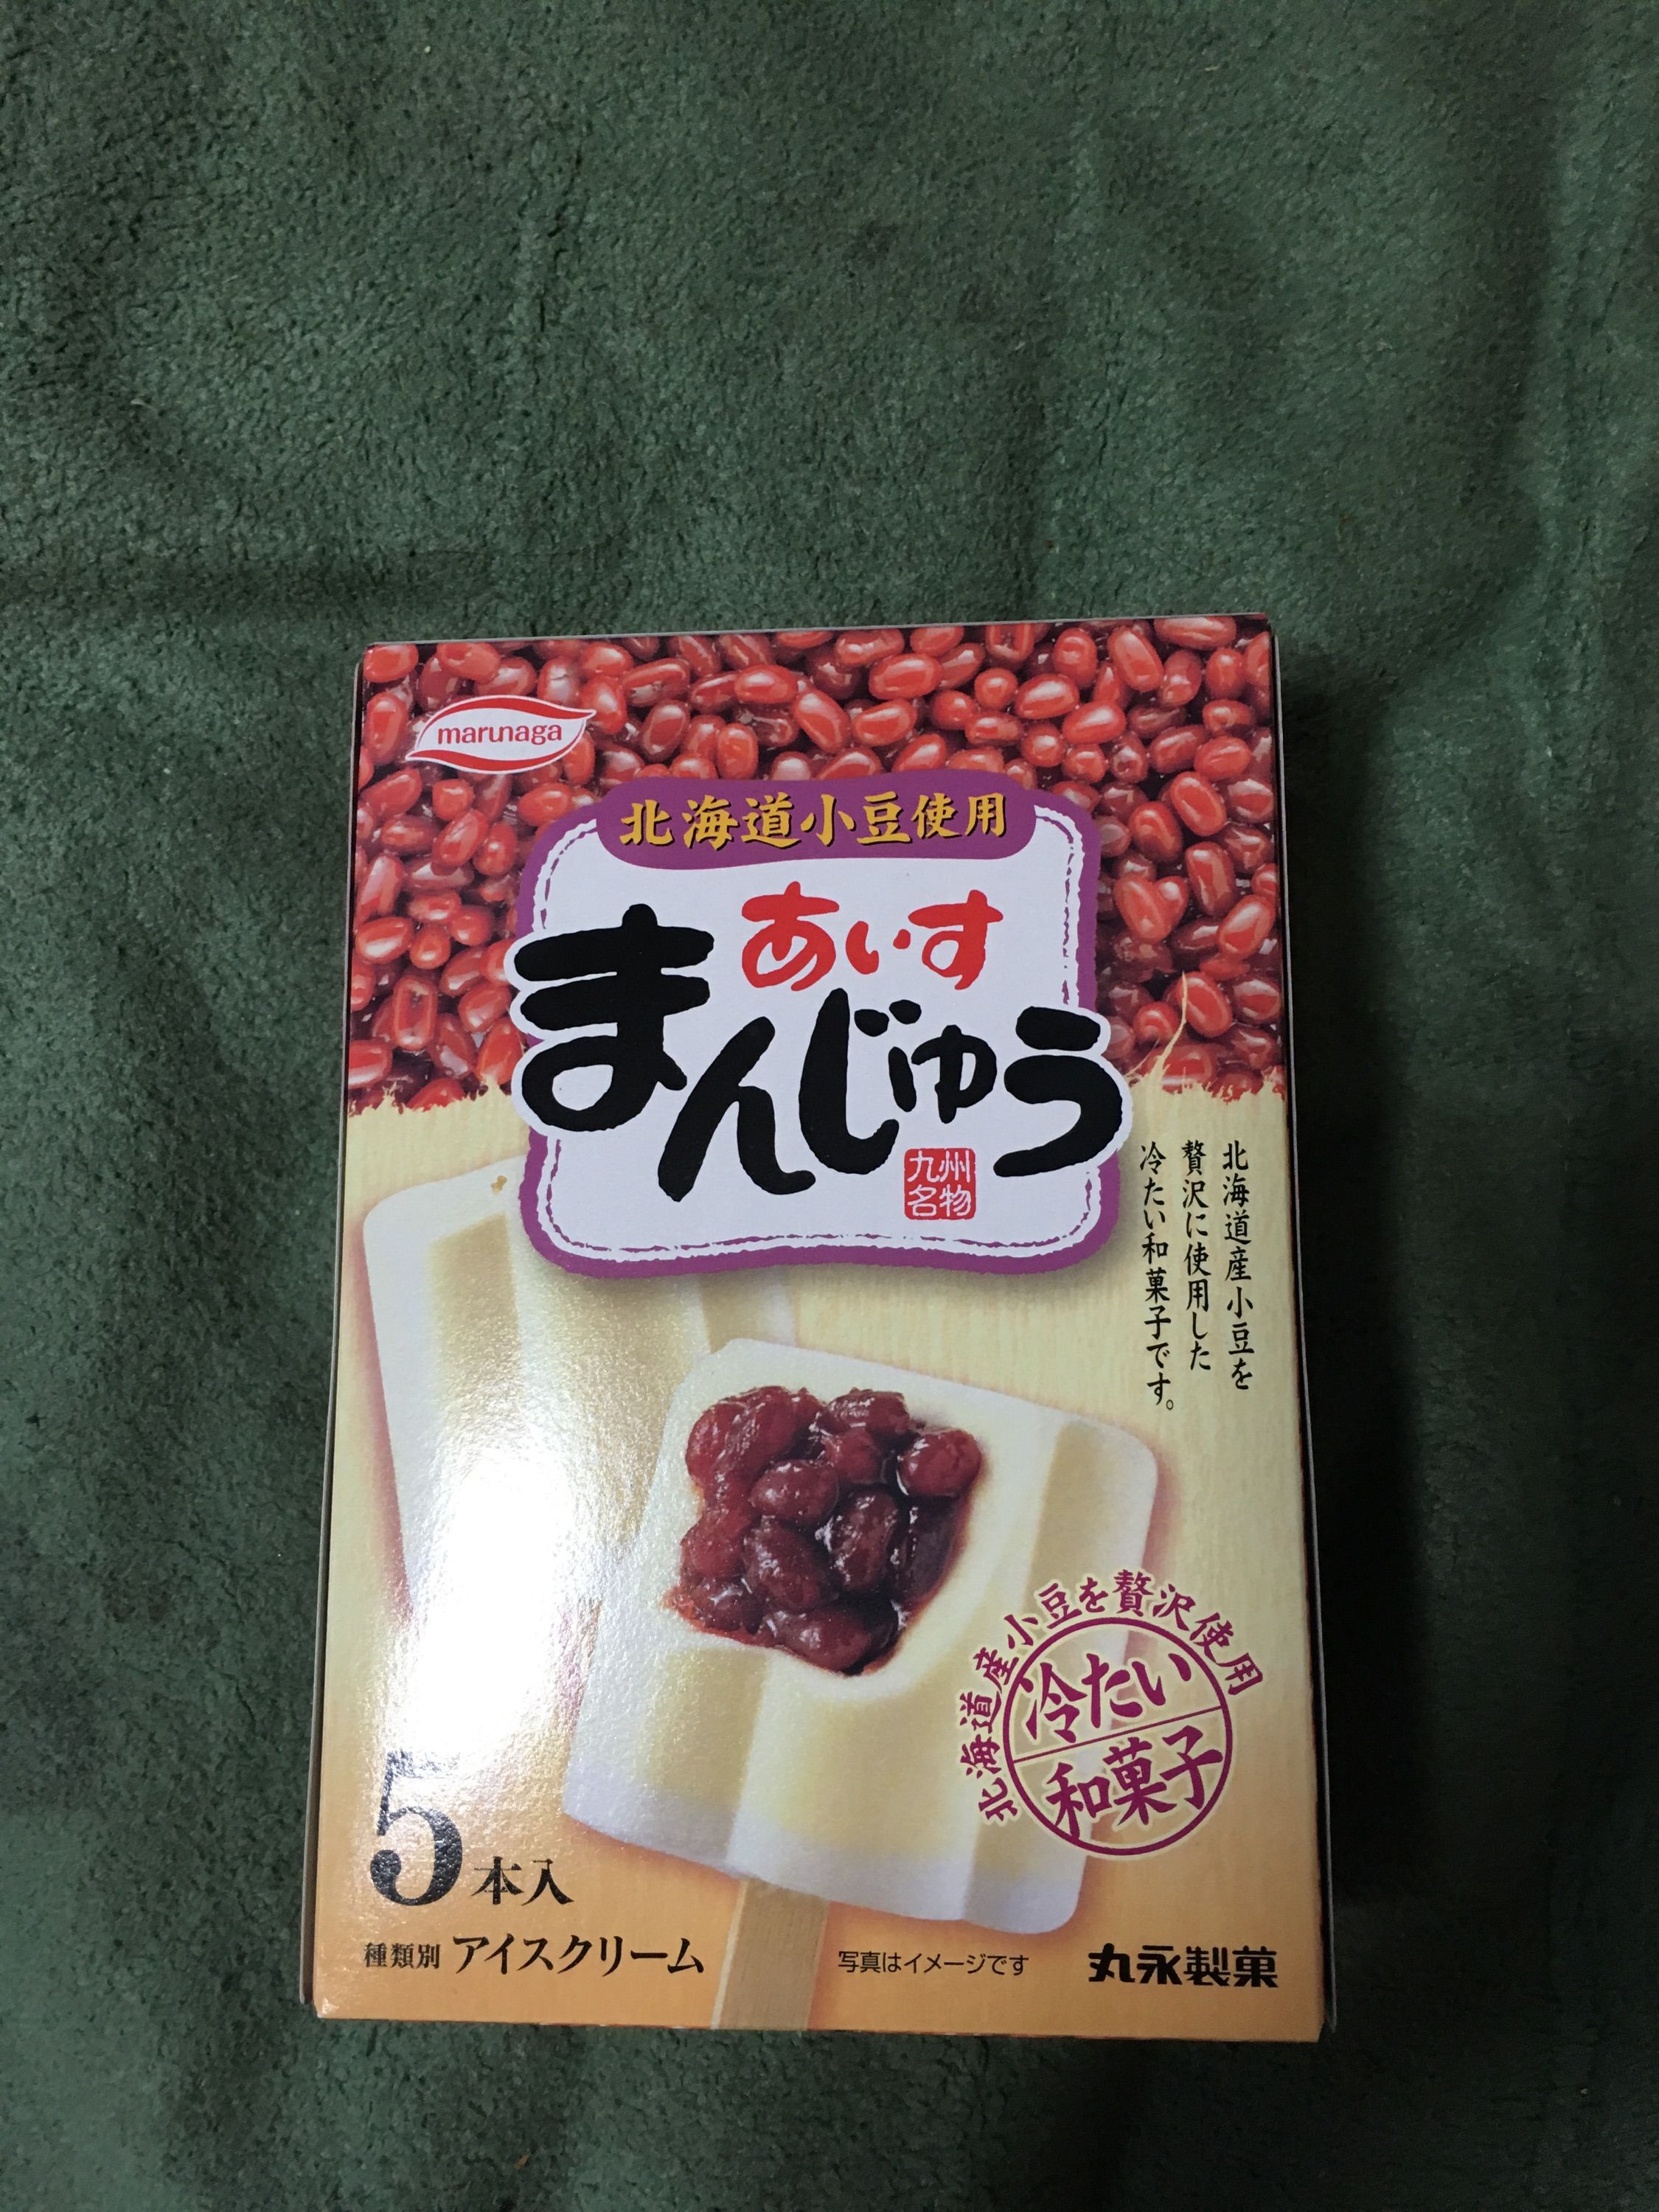 marunaga
北海道小豆使用
あいす
まんじゅう
九州
名物
北海道産小豆を
贅沢に使用した
冷たい和菓子です。
北海道産小豆を贅沢使用
冷たい
和菓子
5本入
種類別 アイスクリーム
写真はイメージです
丸永製菓